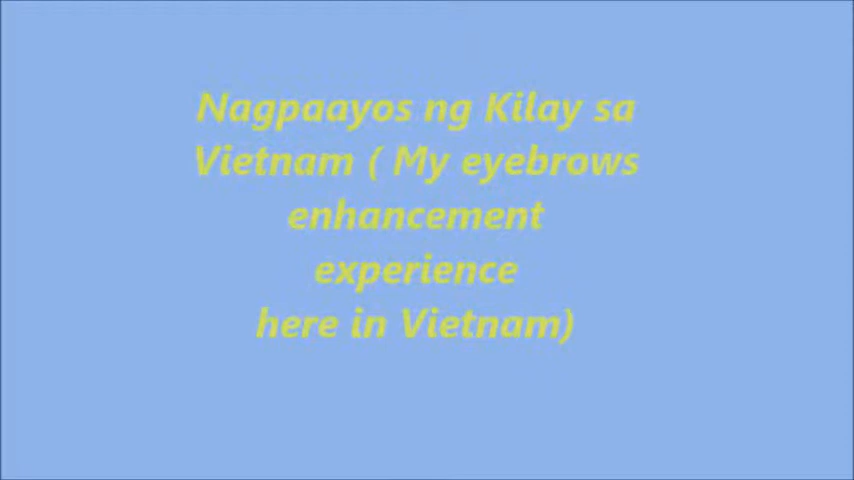 Nagpaayos ng Kilay sa
Vietnam ( My eyebrows
enhancement
experience
here in Vietnam)